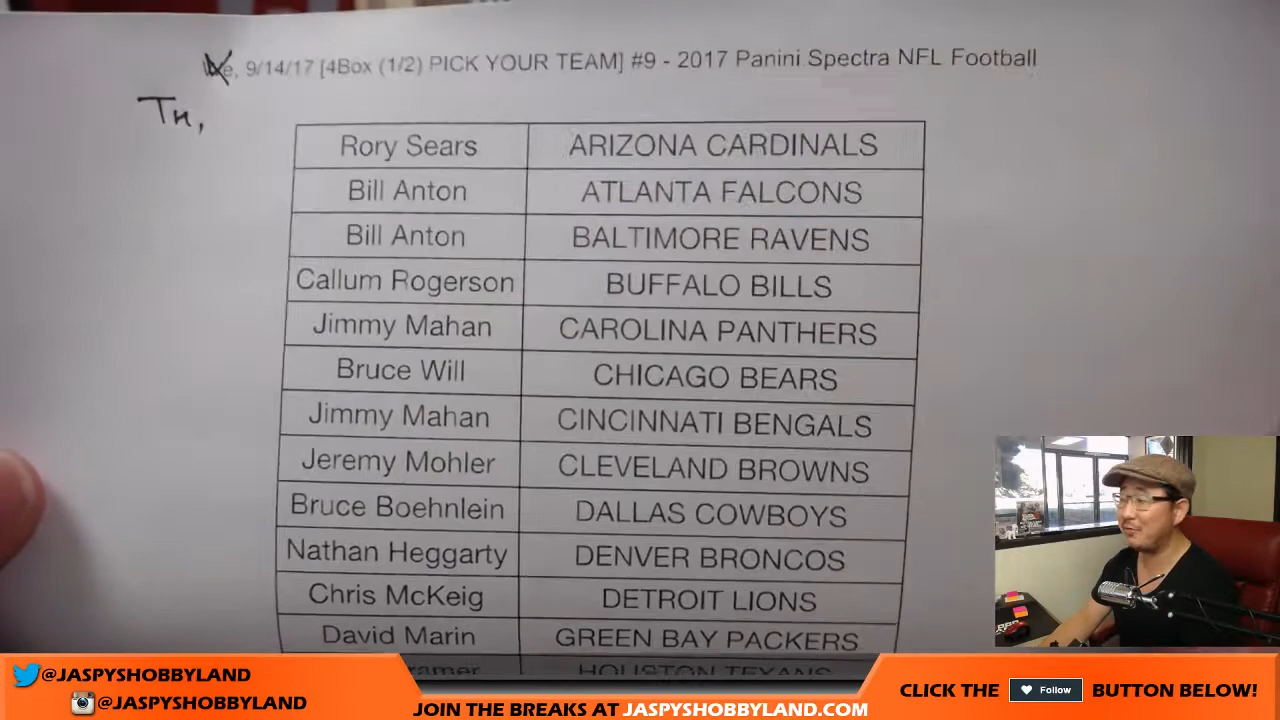 9/14/17 [4Box (1/2) PICK YOUR TEAM] #9 - 2017 Panini Spectra NFL Football
TH,
Rory Sears ARIZONA CARDINALS
Bill Anton ATLANTA FALCONS
Bill Anton BALTIMORE RAVENS
Callum Rogerson BUFFALO BILLS
Jimmy Mahan CAROLINA PANTHERS
Bruce Will CHICAGO BEARS
Jimmy Mahan CINCINNATI BENGALS
Jeremy Mohler CLEVELAND BROWNS
Bruce Boehnlein DALLAS COWBOYS
Nathan Heggarty DENVER BRONCOS
Chris McKeig DETROIT LIONS
David Marin GREEN BAY PACKERS
HOUSTON TEXANS
@JASPYSHOBBYLAND
@JASPYSHOBBYLAND
JOIN THE BREAKS AT JASPYSHOBBYLAND.COM
CLICK THE Follow BUTTON BELOW!